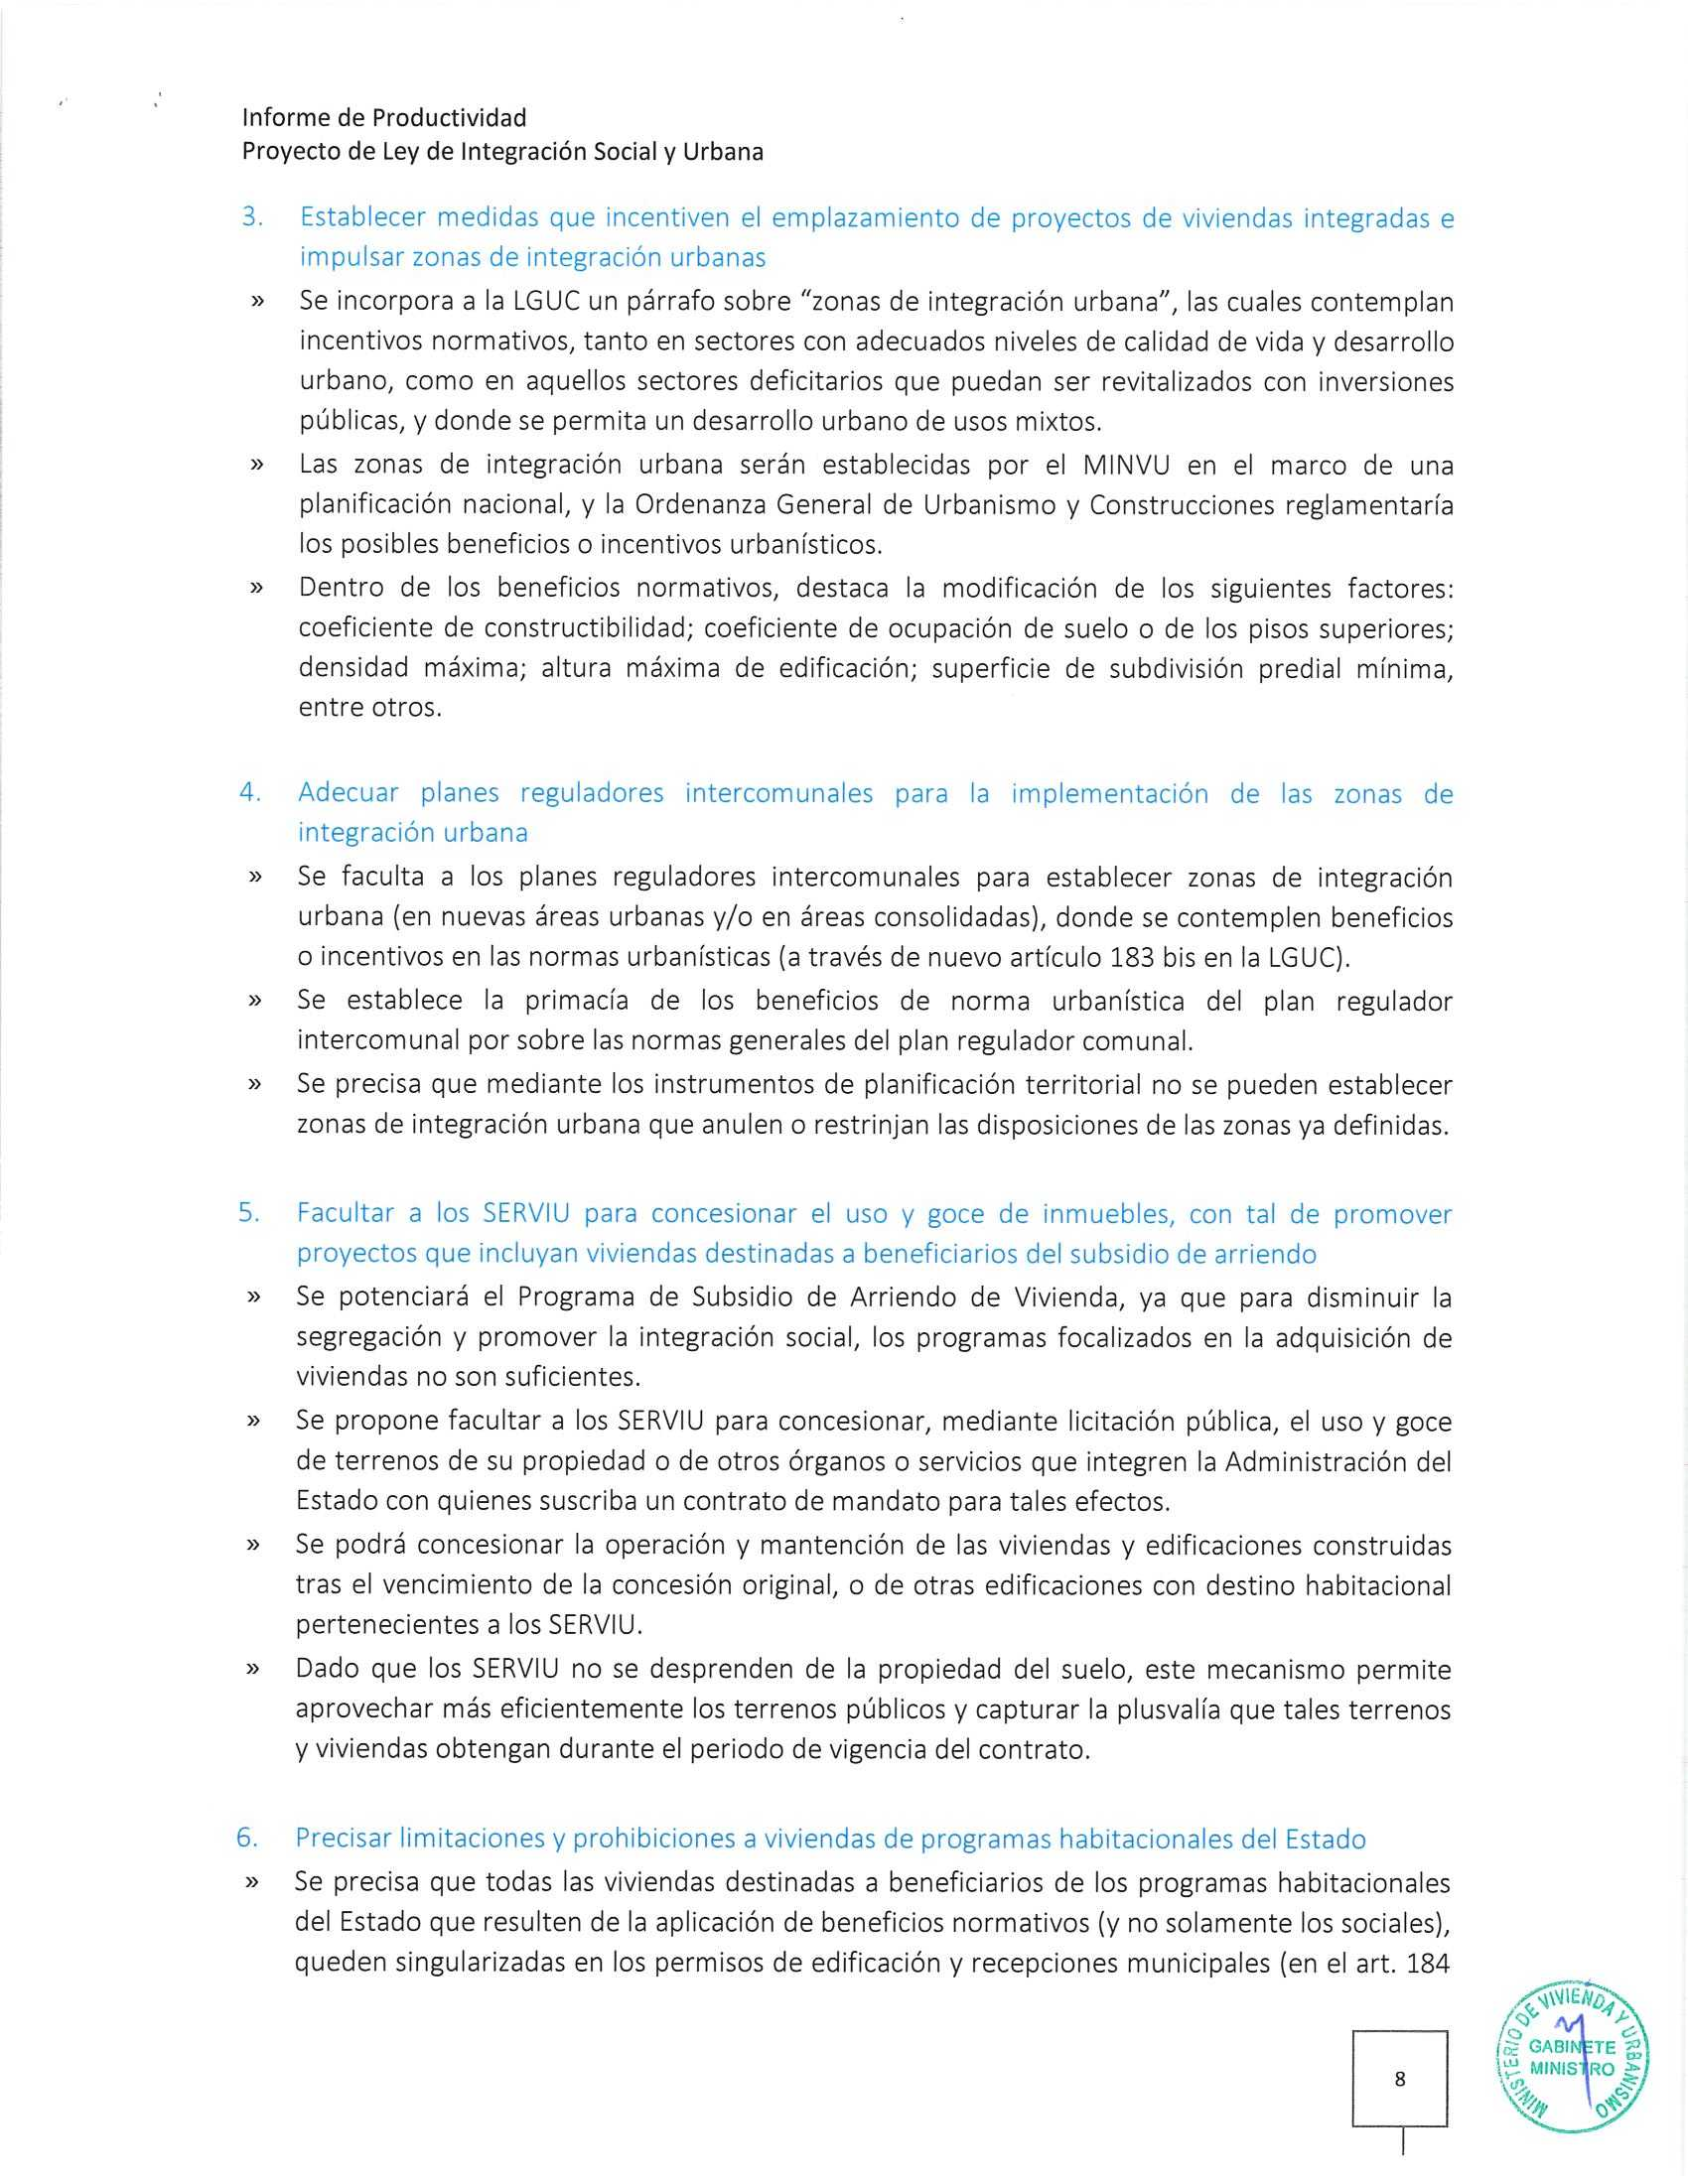 Informe de Productividad
Proyecto de Ley de Integración Social y Urbana
3. Establecer medidas que incentiven el emplazamiento de proyectos de viviendas integradas e
impulsar zonas de integración urbanas
» Se incorpora a la LGUC un párrafo sobre “zonas de integración urbana”, las cuales contemplan
incentivos normativos, tanto en sectores con adecuados niveles de calidad de vida y desarrollo
urbano, como en aquellos sectores deficitarios que puedan ser revitalizados con inversiones
públicas, y donde se permita un desarrollo urbano de usos mixtos.
» Las zonas de integración urbana serán establecidas por el MINVU en el marco de una
planificación nacional, y la Ordenanza General de Urbanismo y Construcciones reglamentaría
los posibles beneficios o incentivos urbanísticos.
» Dentro de los beneficios normativos, destaca la modificación de los siguientes factores:
coeficiente de constructibilidad; coeficiente de ocupación de suelo o de los pisos superiores;
densidad máxima; altura máxima de edificación; superficie de subdivisión predial mínima,
entre otros.
4. Adecuar planes reguladores intercomunales para la implementación de las zonas de
integración urbana
» Se faculta a los planes reguladores intercomunales para establecer zonas de integración
urbana (en nuevas áreas urbanas y/o en áreas consolidadas), donde se contemplen beneficios
o incentivos en las normas urbanísticas (a través de nuevo artículo 183 bis en la LGUC).
» Se establece la primacía de los beneficios de norma urbanística del plan regulador
intercomunal por sobre las normas generales del plan regulador comunal.
» Se precisa que mediante los instrumentos de planificación territorial no se pueden establecer
zonas de integración urbana que anulen o restrinjan las disposiciones de las zonas ya definidas.
5. Facultar a los SERVIU para concesionar el uso y goce de inmuebles, con tal de promover
proyectos que incluyan viviendas destinadas a beneficiarios del subsidio de arriendo
» Se potenciará el Programa de Subsidio de Arriendo de Vivienda, ya que para disminuir la
segregación y promover la integración social, los programas focalizados en la adquisición de
viviendas no son suficientes.
» Se propone facultar a los SERVIU para concesionar, mediante licitación pública, el uso y goce
de terrenos de su propiedad o de otros órganos o servicios que integren la Administración del
Estado con quienes suscriba un contrato de mandato para tales efectos.
» Se podrá concesionar la operación y mantención de las viviendas y edificaciones construidas
tras el vencimiento de la concesión original, o de otras edificaciones con destino habitacional
pertenecientes a los SERVIU.
» Dado que los SERVIU no se desprenden de la propiedad del suelo, este mecanismo permite
aprovechar más eficientemente los terrenos públicos y capturar la plusvalía que tales terrenos
y viviendas obtengan durante el periodo de vigencia del contrato.
6. Precisar limitaciones y prohibiciones a viviendas de programas habitacionales del Estado
» Se precisa que todas las viviendas destinadas a beneficiarios de los programas habitacionales
del Estado que resulten de la aplicación de beneficios normativos (y no solamente los sociales),
queden singularizadas en los permisos de edificación y recepciones municipales (en el art. 184
8
MINISTERIO DE VIVIENDA Y URBANISMO
GABINETE
MINISTRO